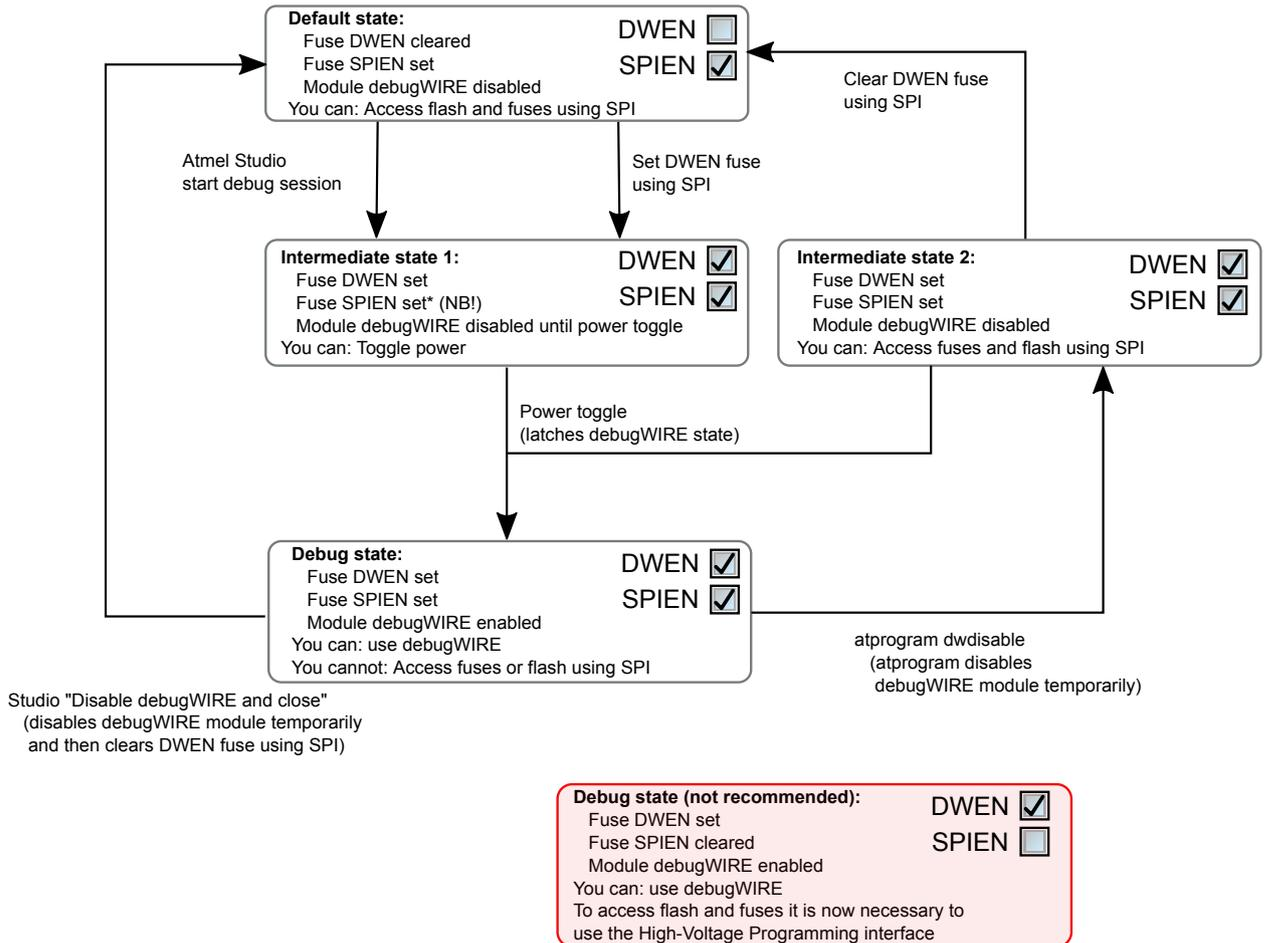 Default state:
Fuse DWEN cleared
Fuse SPIEN set
Module debugWIRE disabled
You can: Access flash and fuses using SPI
DWEN
SPIEN
Clear DWEN fuse
using SPI
Atmel Studio
start debug session
Set DWEN fuse
using SPI
Intermediate state 1:
Fuse DWEN set
Fuse SPIEN set* (NB!)
Module debugWIRE disabled until power toggle
You can: Toggle power
DWEN
SPIEN
Intermediate state 2:
Fuse DWEN set
Fuse SPIEN set
Module debugWIRE disabled
You can: Access fuses and flash using SPI
DWEN
SPIEN
Power toggle
(latches debugWIRE state)
Debug state:
Fuse DWEN set
Fuse SPIEN set
Module debugWIRE enabled
You can: use debugWIRE
You cannot: Access fuses or flash using SPI
DWEN
SPIEN
atprogram dwdisable
(atprogram disables
debugWIRE module temporarily)
Studio "Disable debugWIRE and close"
(disables debugWIRE module temporarily
and then clears DWEN fuse using SPI)
Debug state (not recommended):
Fuse DWEN set
Fuse SPIEN cleared
Module debugWIRE enabled
You can: use debugWIRE
To access flash and fuses it is now necessary to
use the High-Voltage Programming interface
DWEN
SPIEN